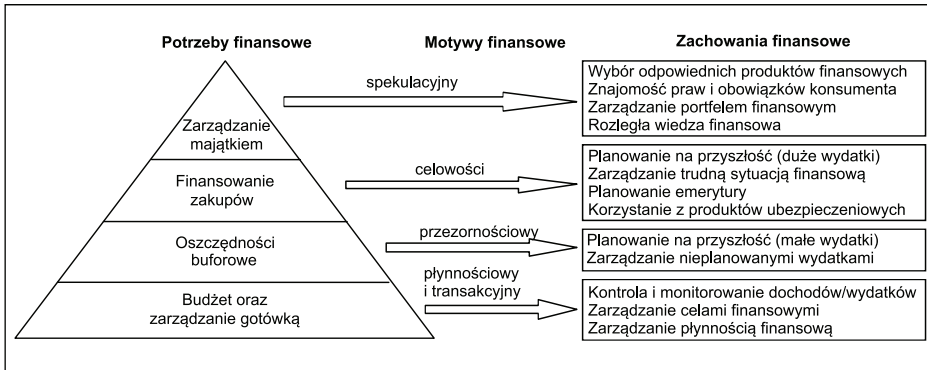 Potrzeby finansowe
Motywy finansowe
Zachowania finansowe
Zarządzanie
majątkiem
spekulacyjny
Wybór odpowiednich produktów finansowych
Znajomość praw i obowiązków konsumenta
Zarządzanie portfelem finansowym
Rozległa wiedza finansowa
Finansowanie
zakupów
celowości
Planowanie na przyszłość (duże wydatki)
Zarządzanie trudną sytuacją finansową
Planowanie emerytury
Korzystanie z produktów ubezpieczeniowych
Oszczędności
buforowe
przezornościowy
Planowanie na przyszłość (małe wydatki)
Zarządzanie nieplanowanymi wydatkami
Budżet oraz
zarządzanie gotówką
płynnościowy
i transakcyjny
Kontrola i monitorowanie dochodów/wydatków
Zarządzanie celami finansowymi
Zarządzanie płynnością finansową